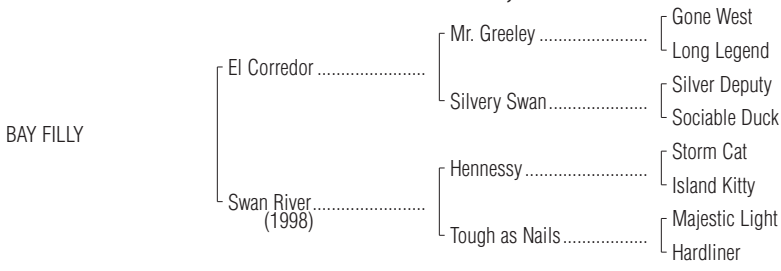 Gone West
Mr. Greeley .......................
Long Legend
El Corredor .......................
Silver Deputy
Silvery Swan.....................
Sociable Duck
BAY FILLY
Storm Cat
Hennessy ..........................
Island Kitty
Swan River........................
(1998)
Majestic Light
Tough as Nails..................
Hardliner